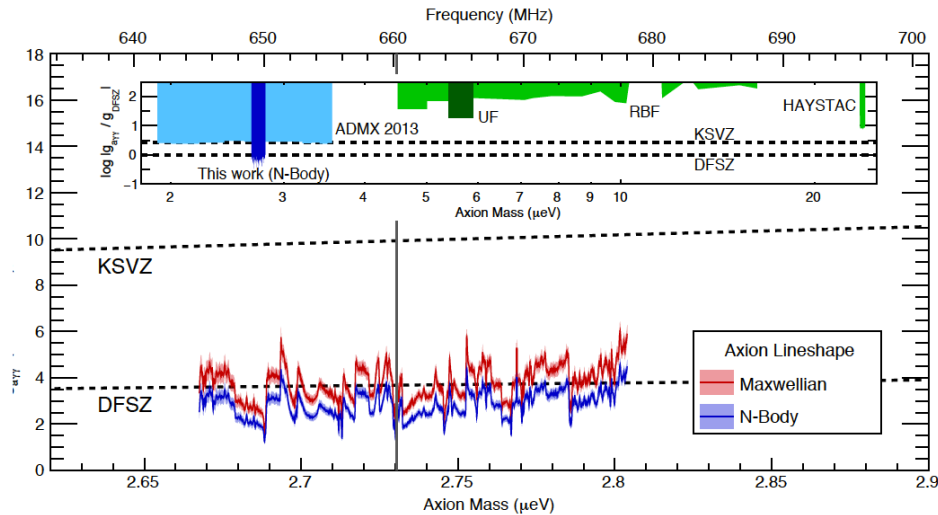 Frequency (MHz)
640 650 660 670 680 690 700
18
16
14
12
10
8
6
4
2
0
2
1
0
−1
log |g_aγγ / g_DFSZ|
ADMX 2013
UF
RBF
HAYSTAC
KSVZ
DFSZ
This work (N-Body)
2 3 4 5 6 7 8 9 10 20
Axion Mass (μeV)
KSVZ
DFSZ
Axion Lineshape
Maxwellian
N-Body
2.65 2.7 2.75 2.8 2.85 2.9
Axion Mass (μeV)